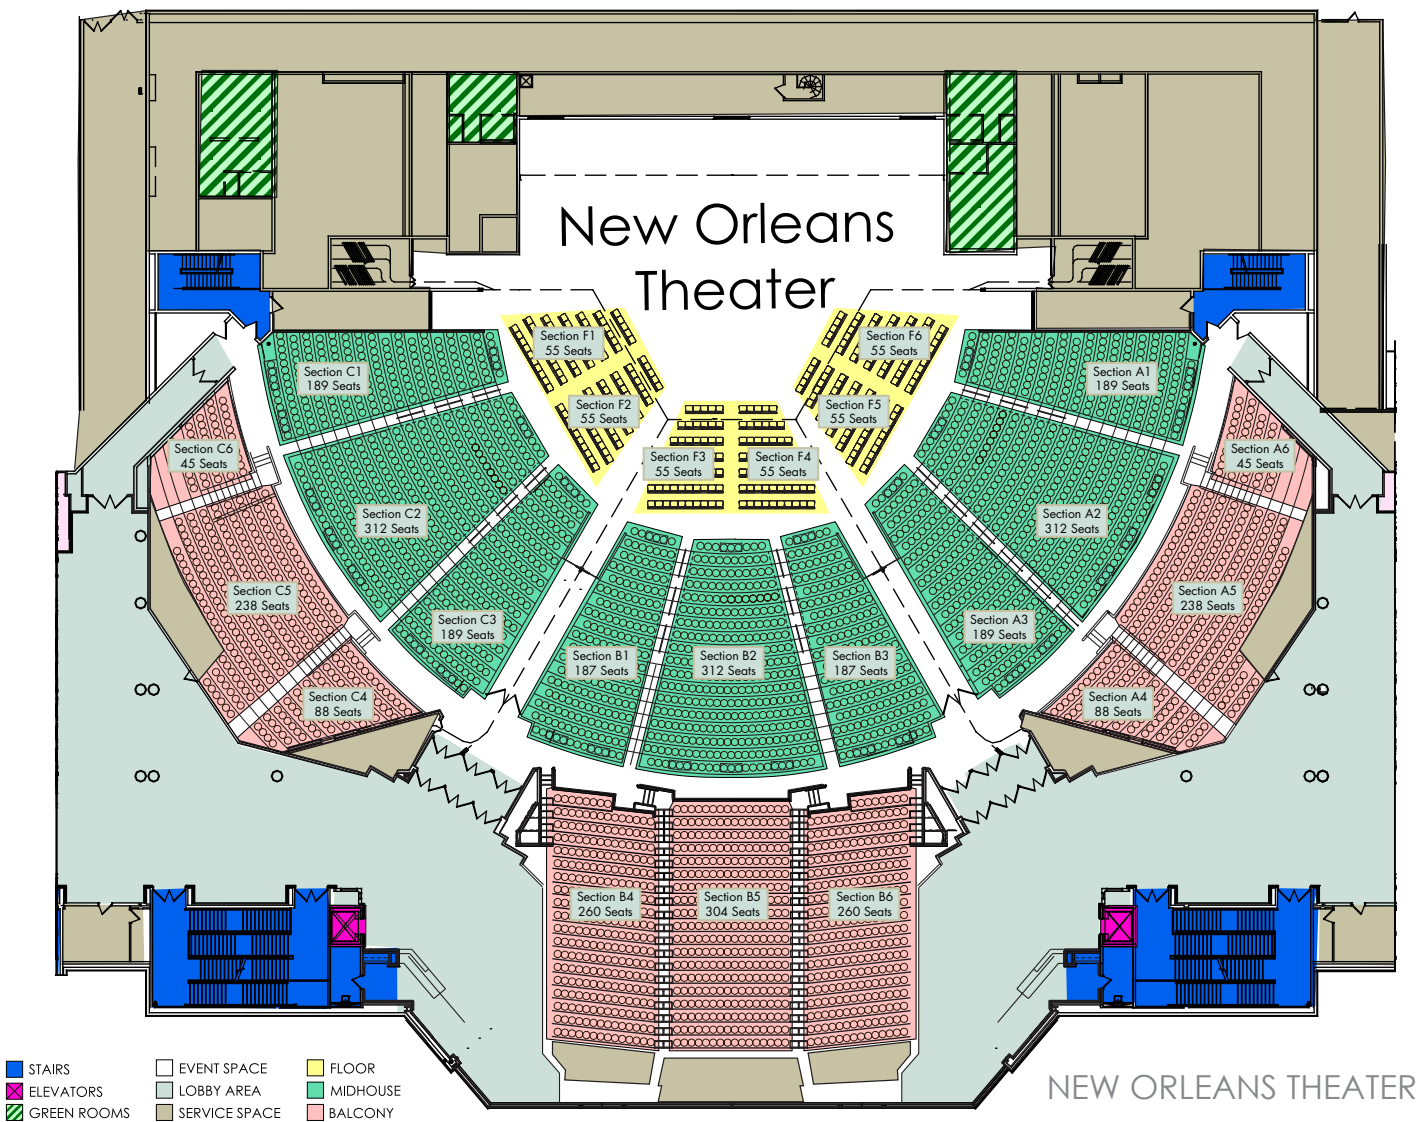 New Orleans
Theater
Section F1
55 Seats
Section F6
55 Seats
Section C1
189 Seats
Section A1
189 Seats
Section F2
55 Seats
Section F5
55 Seats
Section C6
45 Seats
Section F3
55 Seats
Section F4
55 Seats
Section A6
45 Seats
Section C2
312 Seats
Section A2
312 Seats
Section C5
238 Seats
Section A5
238 Seats
Section C3
189 Seats
Section A3
189 Seats
Section B1
187 Seats
Section B2
312 Seats
Section B3
187 Seats
Section C4
88 Seats
Section A4
88 Seats
Section B4
260 Seats
Section B5
304 Seats
Section B6
260 Seats
STAIRS
ELEVATORS
GREEN ROOMS
EVENT SPACE
LOBBY AREA
SERVICE SPACE
FLOOR
MIDHOUSE
BALCONY
NEW ORLEANS THEATER